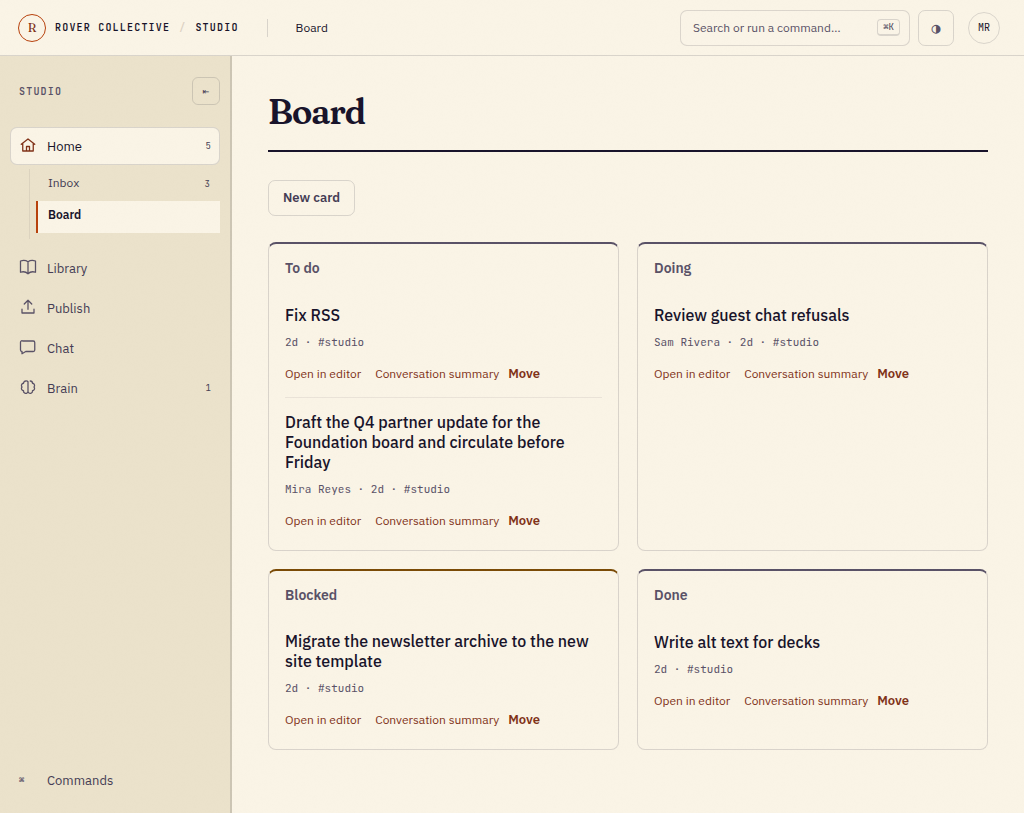 R ROVER COLLECTIVE / STUDIO
Board
Search or run a command... ⌘K
MR
STUDIO
Home 5
Inbox 3
Board
Library
Publish
Chat
Brain 1
⌘ Commands
Board
New card
To do
Fix RSS
2d · #studio
Open in editor Conversation summary Move
Draft the Q4 partner update for the
Foundation board and circulate before
Friday
Mira Reyes · 2d · #studio
Open in editor Conversation summary Move
Doing
Review guest chat refusals
Sam Rivera · 2d · #studio
Open in editor Conversation summary Move
Blocked
Migrate the newsletter archive to the new
site template
2d · #studio
Open in editor Conversation summary Move
Done
Write alt text for decks
2d · #studio
Open in editor Conversation summary Move